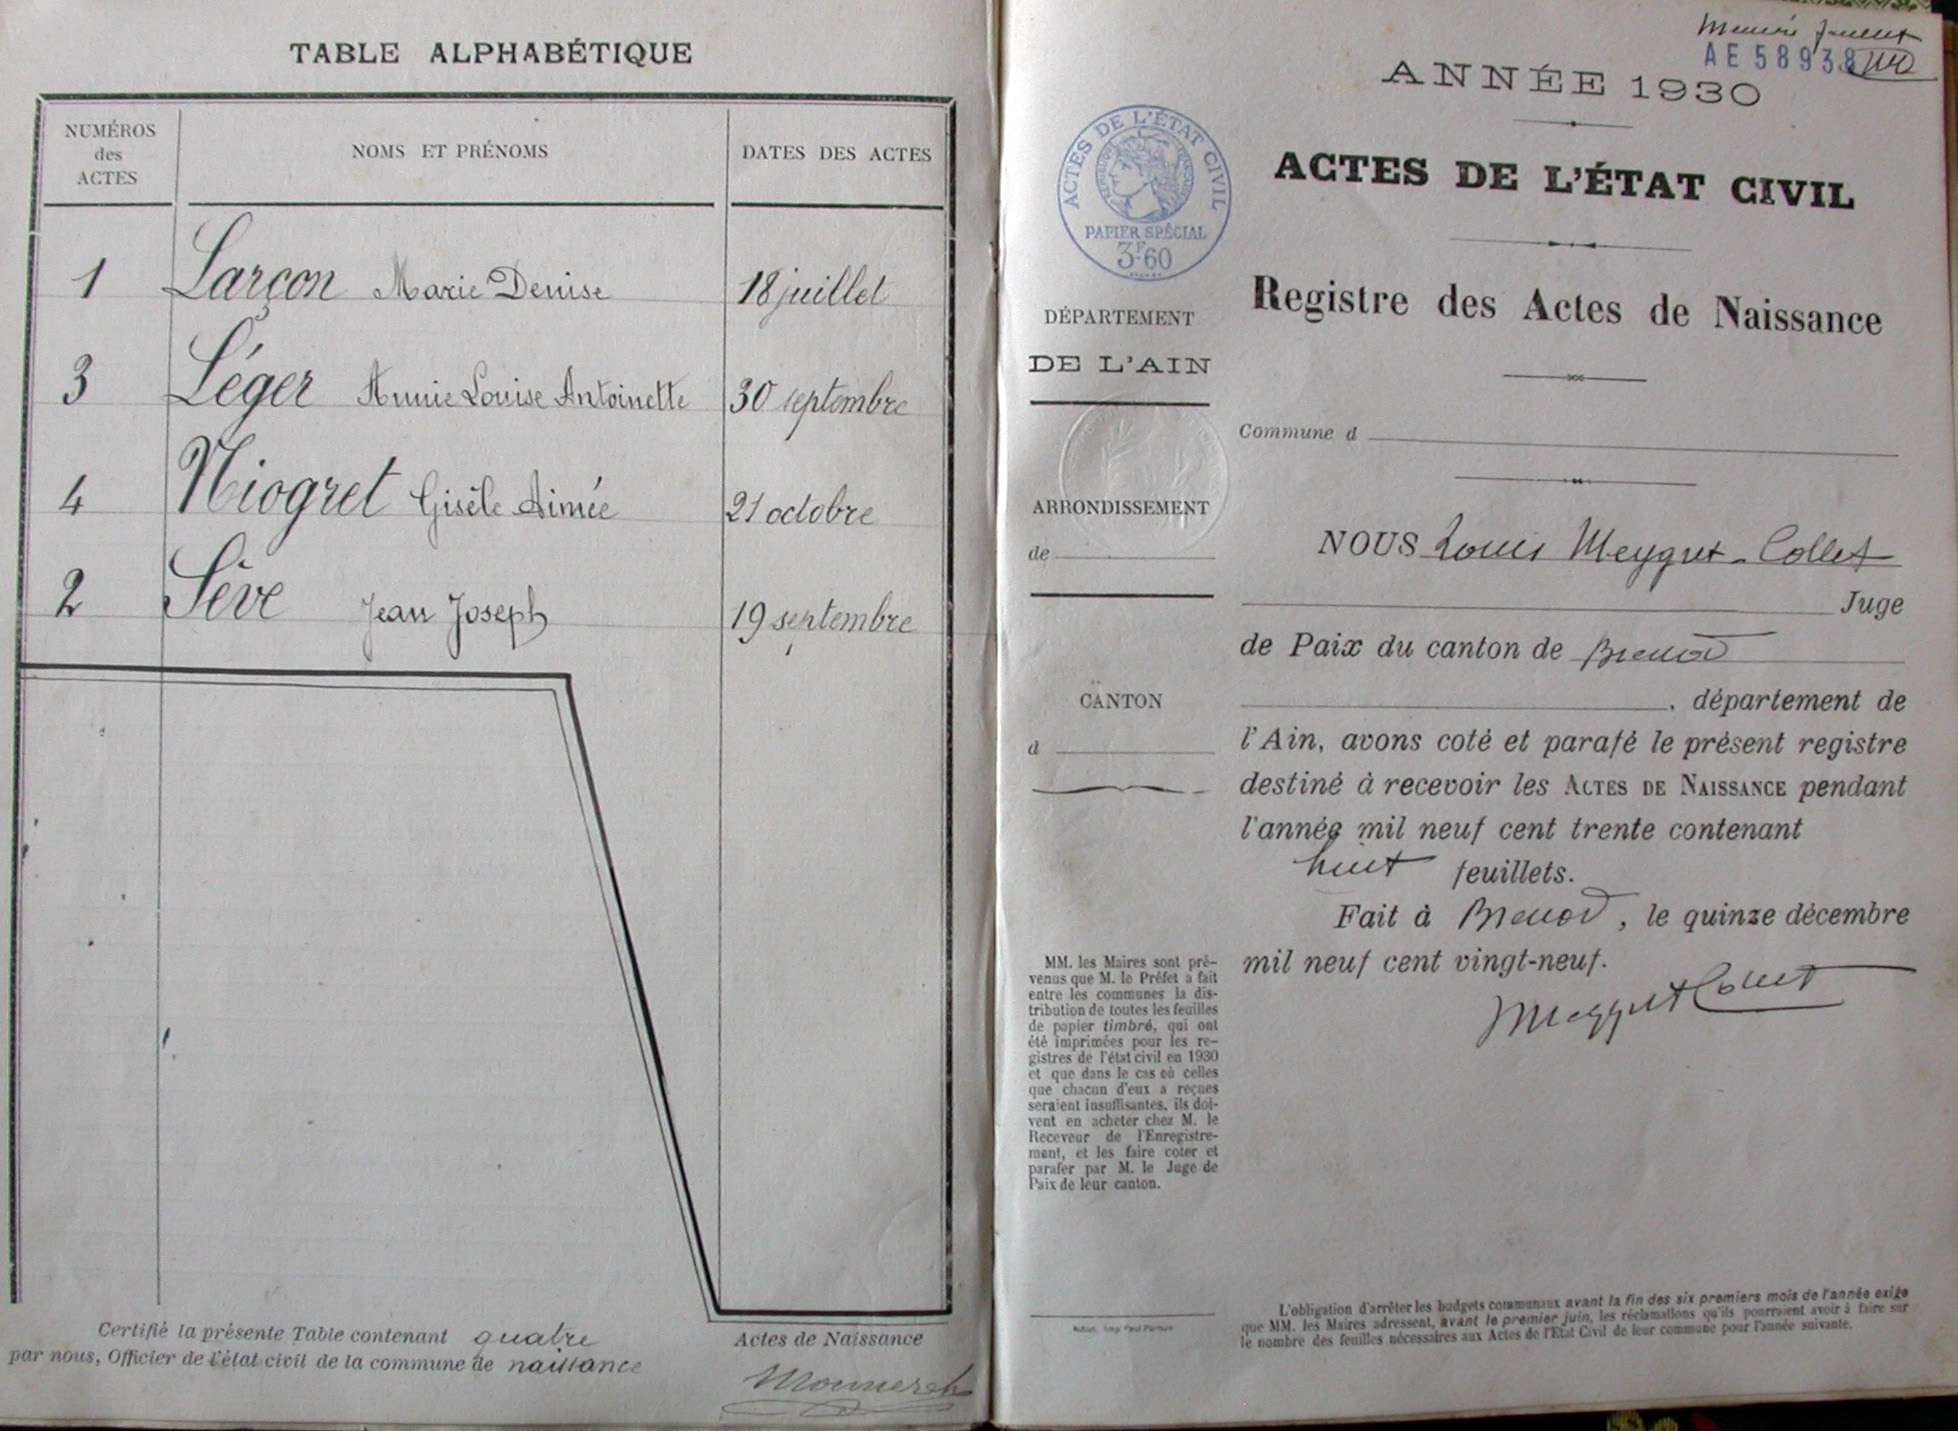 TABLE ALPHABÉTIQUE
NUMÉROS
des
ACTES
NOMS ET PRÉNOMS
DATES DES ACTES
1 Larçon Marie Denise 18 juillet
3 Léger Annie Louise Antoinette 30 septembre
4 Niogret Gisèle Aimée 21 octobre
2 Sève Jean Joseph 19 septembre
Certifié la présente Table contenant quatre Actes de Naissance
par nous, Officier de l'état civil de la commune de naissance
AE 58938
ANNÉE 1930
ACTES DE L'ÉTAT CIVIL
PAPIER SPÉCIAL
3F.60
ACTES DE L'ÉTAT CIVIL
Registre des Actes de Naissance
DÉPARTEMENT
DE L'AIN
Commune d
ARRONDISSEMENT
de
CANTON
d
NOUS Louis Meygret-Collet
Juge
de Paix du canton de Brenod
, département de
l'Ain, avons coté et parafé le présent registre
destiné à recevoir les ACTES DE NAISSANCE pendant
l'année mil neuf cent trente contenant
huit feuillets.
Fait à Brenod, le quinze décembre
mil neuf cent vingt-neuf.
Meygret Collet
MM. les Maires sont pré-
venus que M. le Préfet a fait
entre les communes la dis-
tribution de toutes les feuilles
de papier timbré, qui ont
été imprimées pour les re-
gistres de l'état civil en 1930
et que dans le cas où celles
que chacun d'eux a reçues
seraient insuffisantes, ils doi-
vent en acheter chez M. le
Receveur de l'Enregistre-
ment, et les faire coter et
parafer par M. le Juge de
Paix de leur canton.
L'obligation d'arrêter les budgets communaux avant la fin des six premiers mois de l'année exige
que MM. les Maires adressent, avant le premier juin, les réclamations qu'ils pourraient avoir à faire sur
le nombre des feuilles nécessaires aux Actes de l'Etat Civil de leur commune pour l'année suivante.